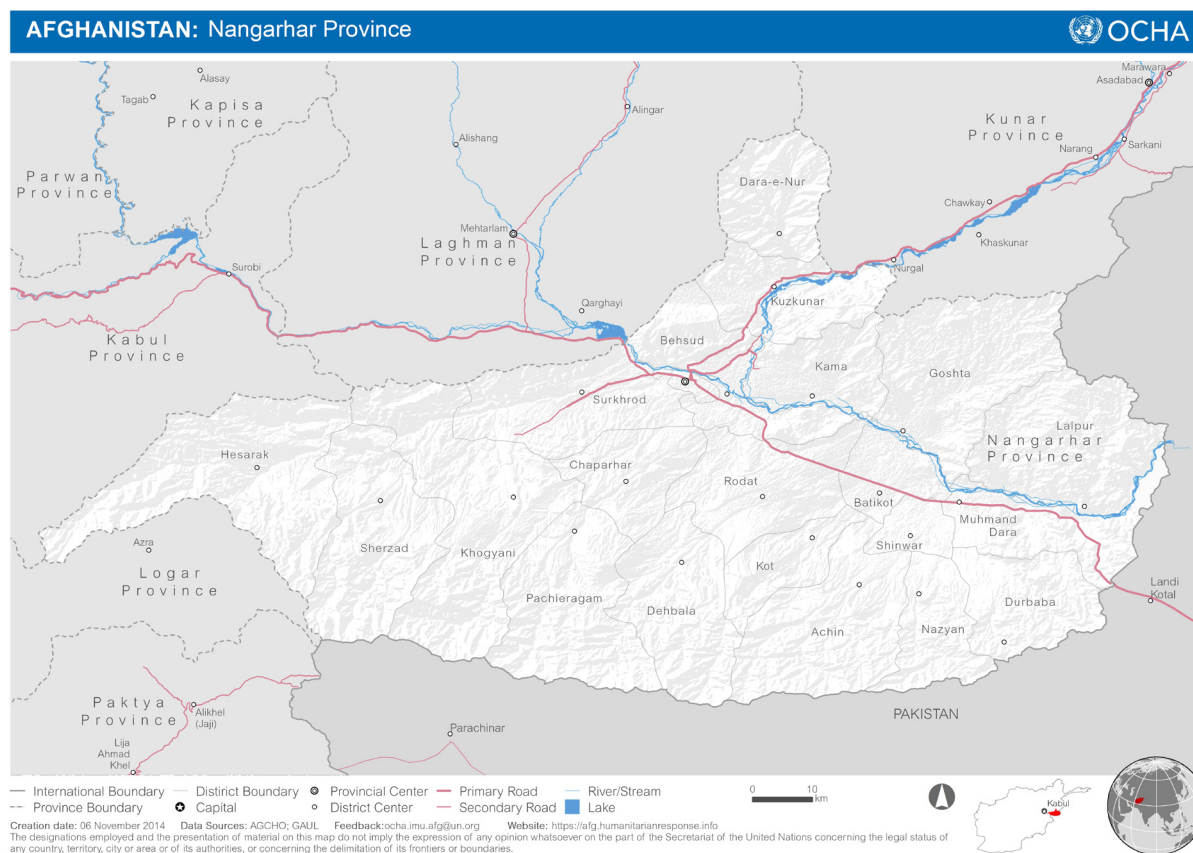 AFGHANISTAN: Nangarhar Province
OCHA
Marawara
Asadabad
Alasay
Tagab
Kapisa
Province
Alingar
Alishang
Kunar
Province
Narang
Sarkani
Parwan
Province
Dara-e-Nur
Chawkay
Mehtarlam
Laghman
Province
Khaskunar
Surobi
Nurgal
Qarghayi
Kuzkunar
Kabul
Province
Behsud
Kama
Goshta
Surkhrod
Lalpur
Nangarhar
Province
Hesarak
Chaparhar
Rodat
Batikot
Muhmand
Dara
Azra
Sherzad
Khogyani
Shinwar
Kot
Logar
Province
Landi
Kotal
Pachieragam
Dehbala
Durbaba
Achin
Nazyan
Paktya
Province
Alikhel
(Jaji)
PAKISTAN
Parachinar
Lija
Ahmad
Khel
International Boundary
District Boundary
Provincial Center
Primary Road
River/Stream
Province Boundary
Capital
District Center
Secondary Road
Lake
0 10
km
Kabul
Creation date: 06 November 2014 Data Sources: AGCHO; GAUL Feedback:ocha.imu.afg@un.org Website: https://afg.humanitarianresponse.info
The designations employed and the presentation of material on this map do not imply the expression of any opinion whatsoever on the part of the Secretariat of the United Nations concerning the legal status of
any country, territory, city or area or of its authorities, or concerning the delimitation of its frontiers or boundaries.